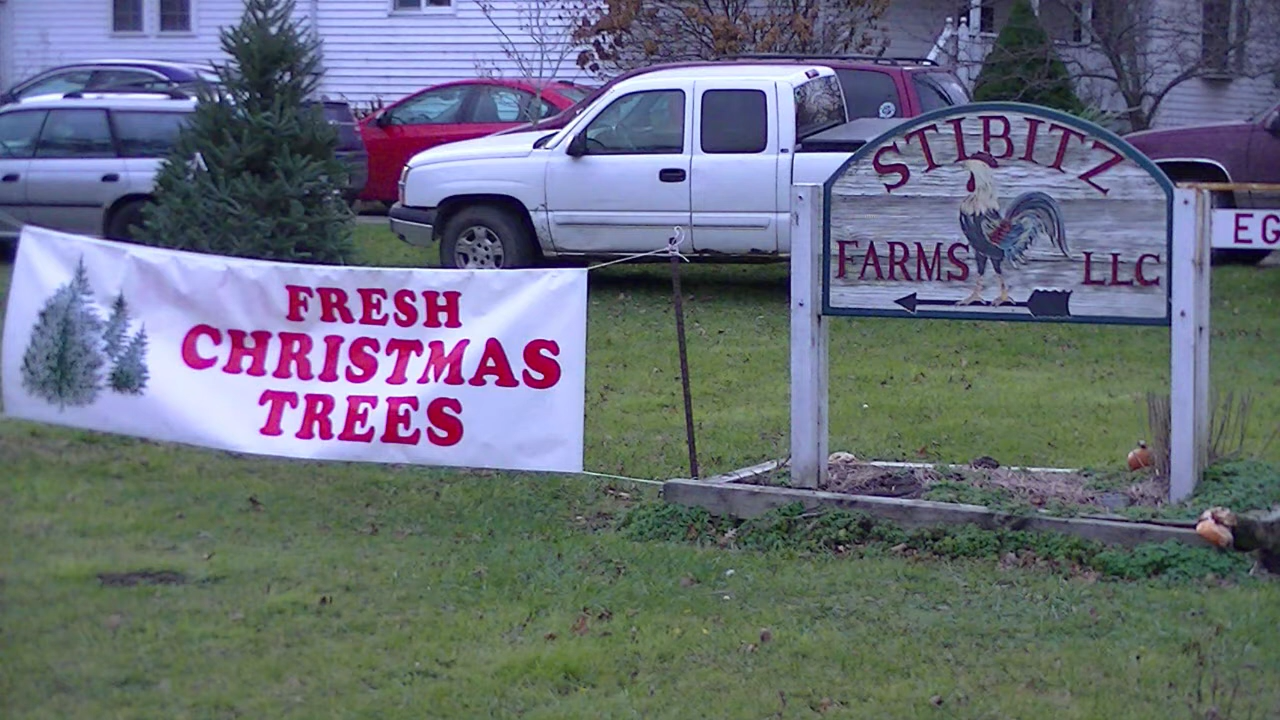 FRESH
CHRISTMAS
TREES
STIBITZ
FARMS LLC
EG